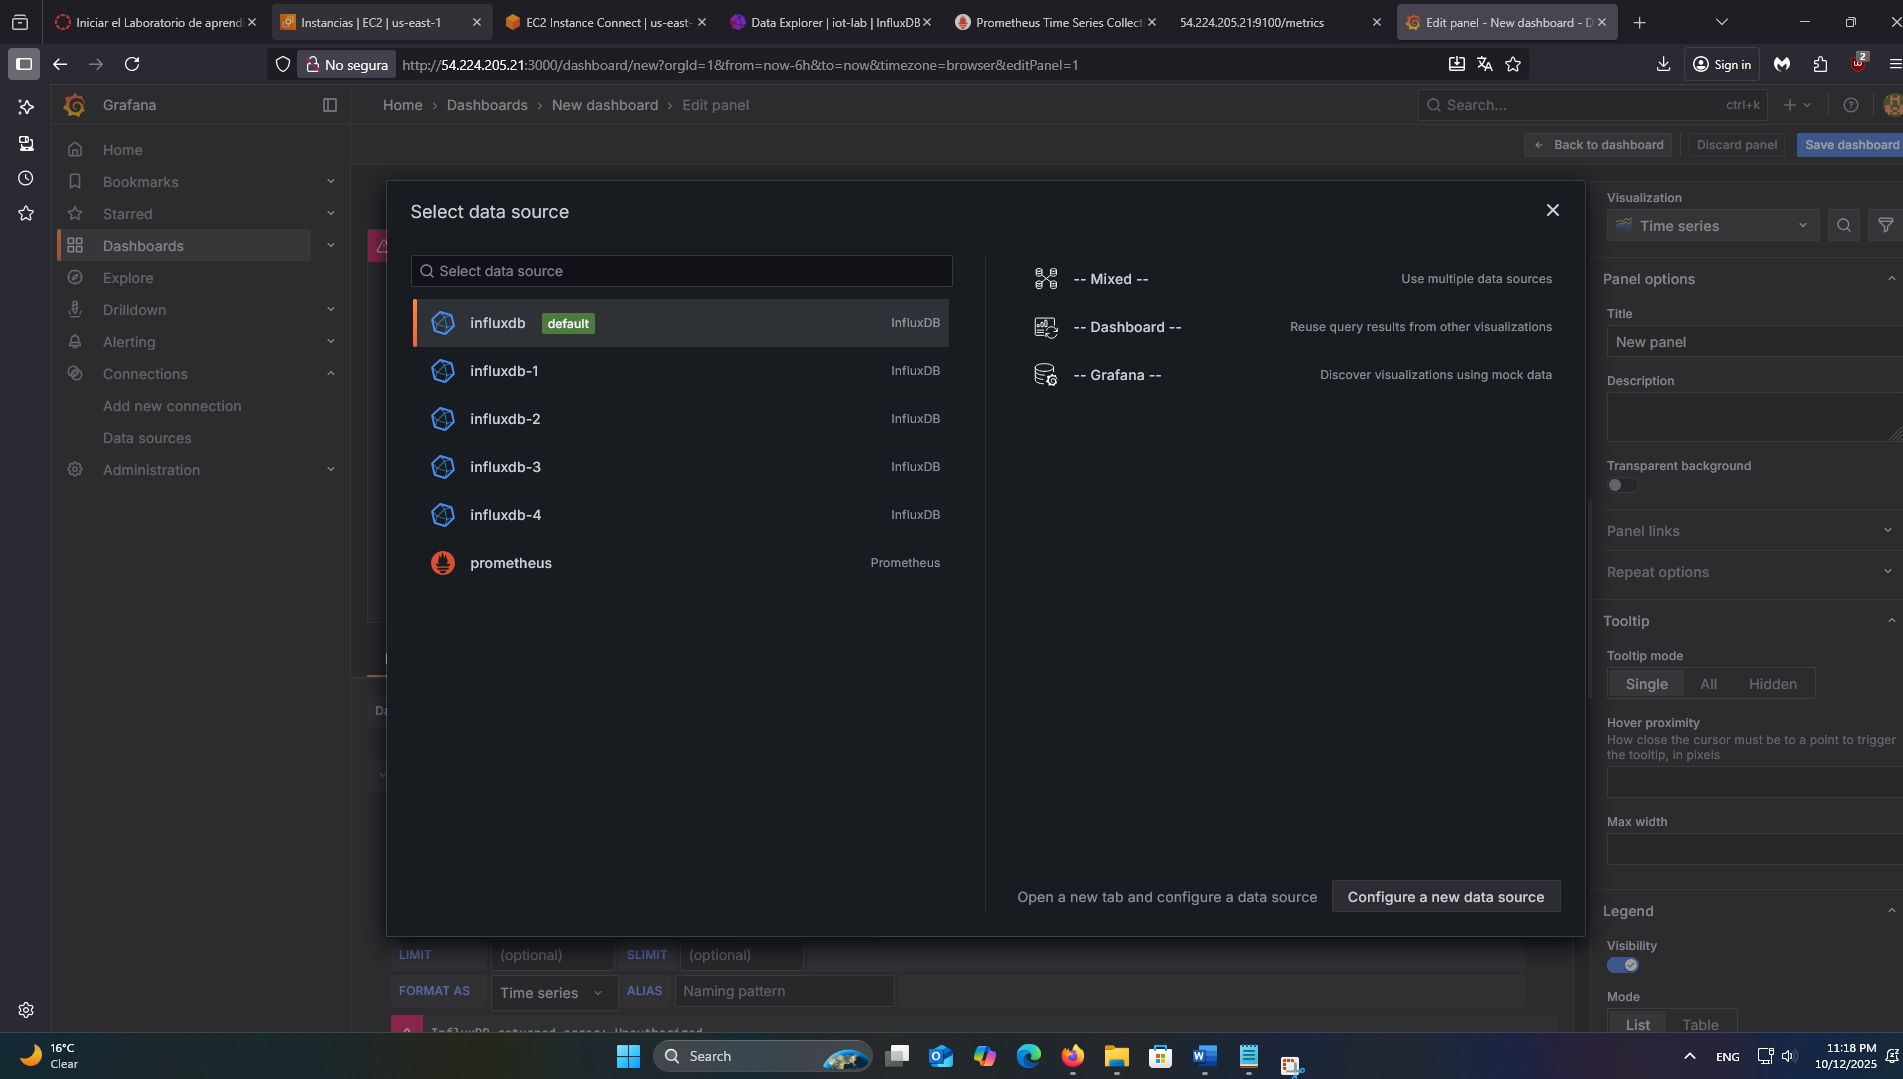 Iniciar el Laboratorio de aprend
Instancias | EC2 | us-east-1
EC2 Instance Connect | us-east-
Data Explorer | iot-lab | InfluxDB
Prometheus Time Series Collect
54.224.205.21:9100/metrics
Edit panel - New dashboard - D
No segura
http://54.224.205.21:3000/dashboard/new?orgId=1&from=now-6h&to=now&timezone=browser&editPanel=1
Sign in
2
Grafana
Home › Dashboards › New dashboard › Edit panel
Search...
ctrl+k
Back to dashboard
Discard panel
Save dashboard
Home
Bookmarks
Starred
Dashboards
Explore
Drilldown
Alerting
Connections
Add new connection
Data sources
Administration
Select data source
Select data source
influxdb default InfluxDB
influxdb-1 InfluxDB
influxdb-2 InfluxDB
influxdb-3 InfluxDB
influxdb-4 InfluxDB
prometheus Prometheus
-- Mixed -- Use multiple data sources
-- Dashboard -- Reuse query results from other visualizations
-- Grafana -- Discover visualizations using mock data
Open a new tab and configure a data source
Configure a new data source
Da
LIMIT (optional) SLIMIT (optional)
FORMAT AS Time series ALIAS Naming pattern
InfluxDB returned error: Unauthorized
Visualization
Time series
Panel options
Title
New panel
Description
Transparent background
Panel links
Repeat options
Tooltip
Tooltip mode
Single All Hidden
Hover proximity
How close the cursor must be to a point to trigger
the tooltip, in pixels
Max width
Legend
Visibility
Mode
List Table
16°C
Clear
Search
ENG
11:18 PM
10/12/2025